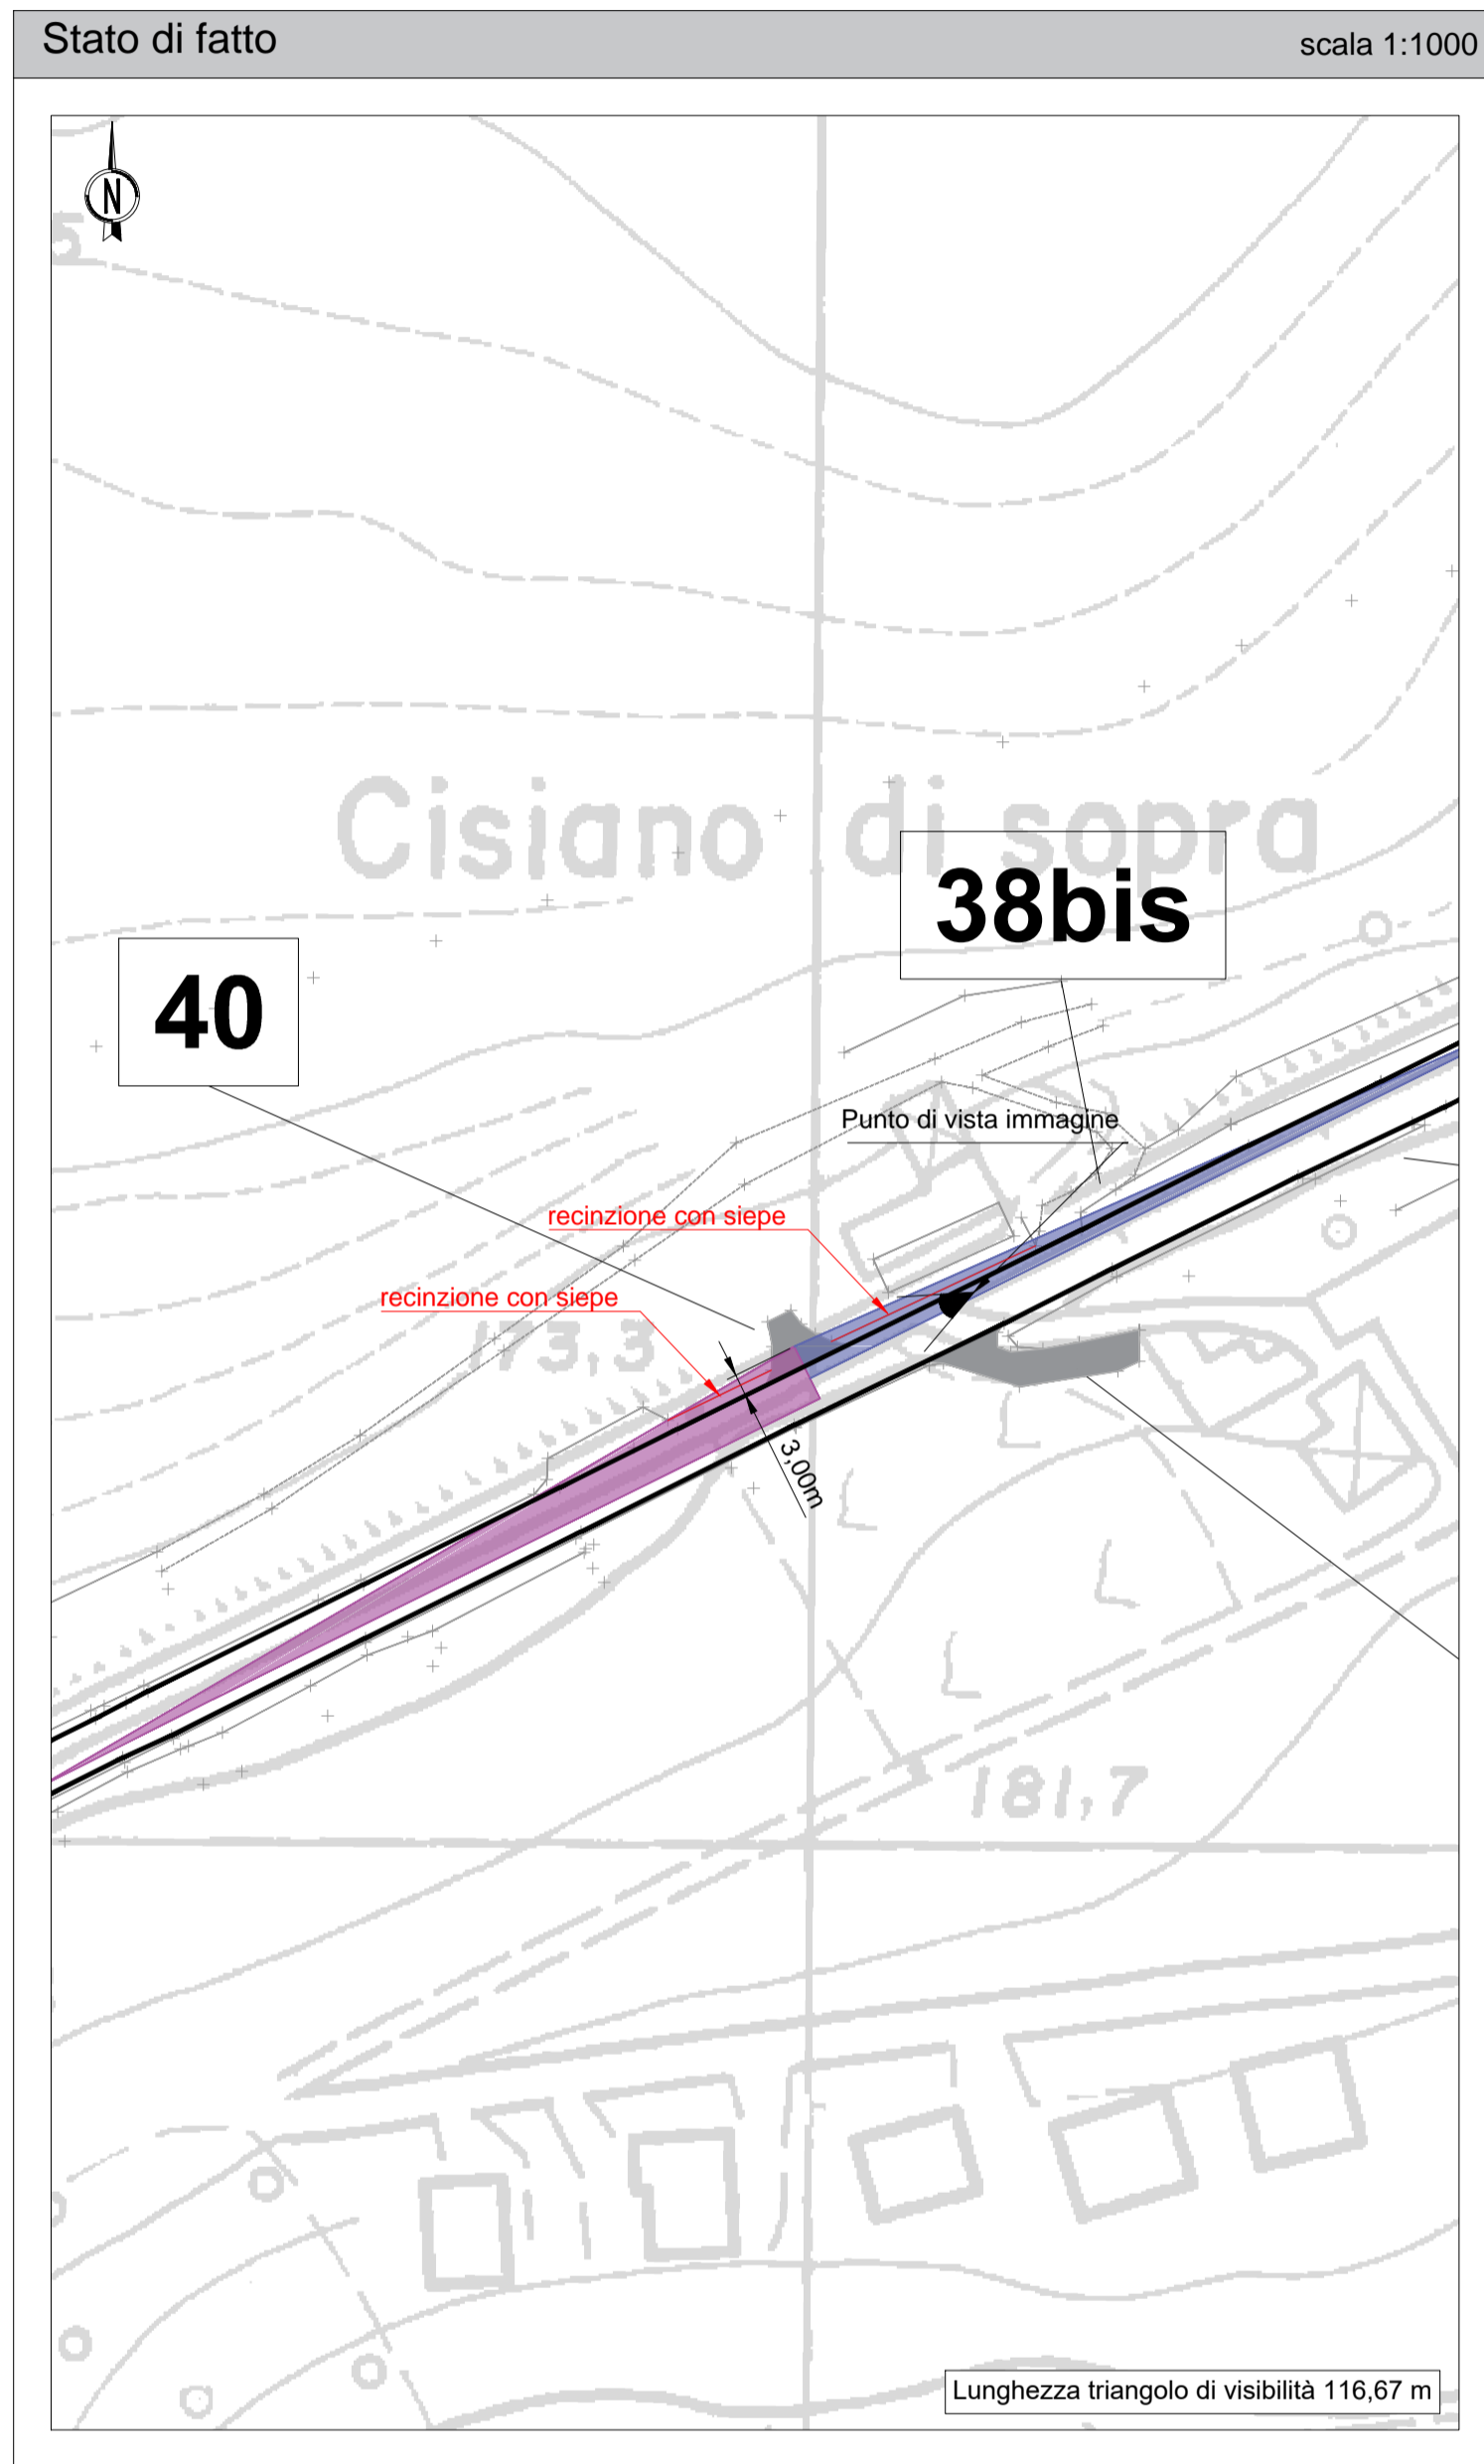 Stato di fatto
scala 1:1000
N
5
Cisiano di sopra
38bis
40
Punto di vista immagine
recinzione con siepe
recinzione con siepe
173,3
3,00m
181,7
Lunghezza triangolo di visibilità 116,67 m